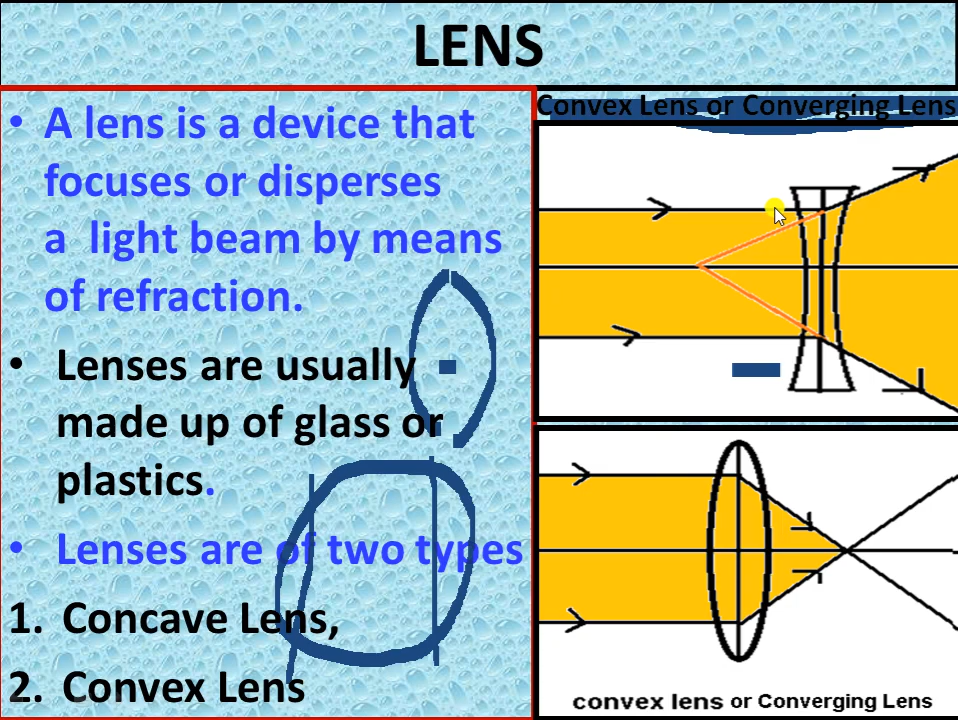 LENS
• A lens is a device that
focuses or disperses
a light beam by means
of refraction.
• Lenses are usually
made up of glass or
plastics.
• Lenses are of two types
1. Concave Lens,
2. Convex Lens
Convex Lens or Converging Lens
convex lens or Converging Lens